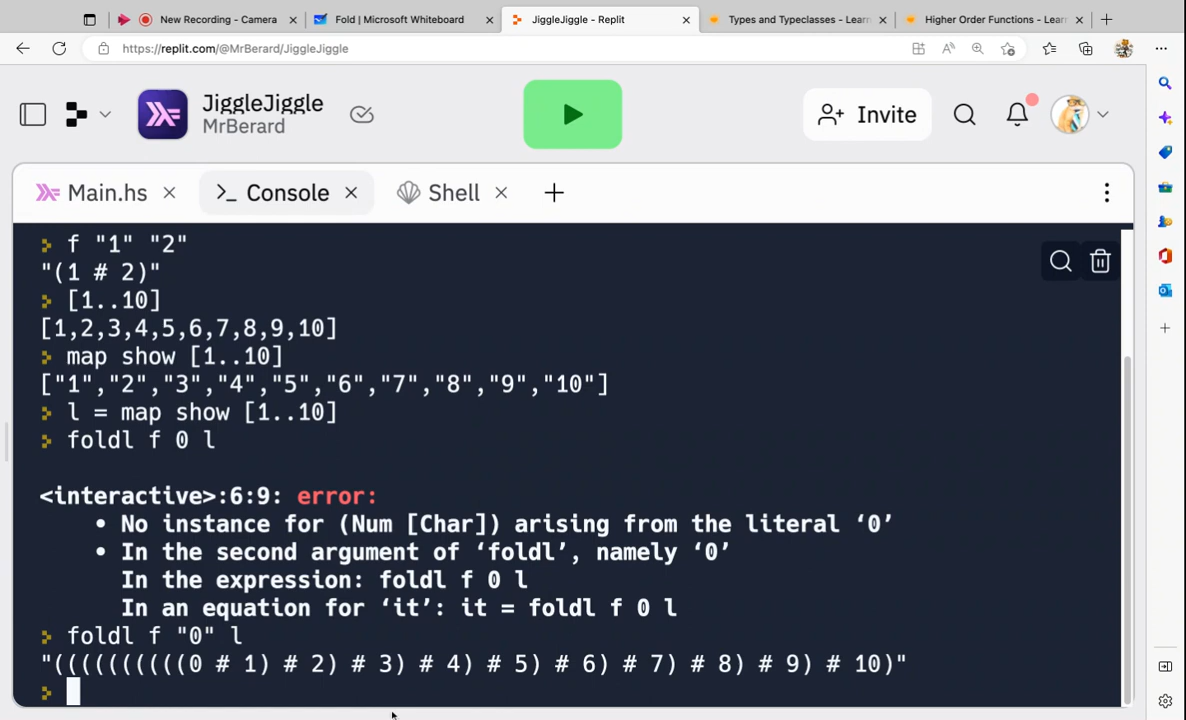 New Recording - Camera
Fold | Microsoft Whiteboard
JiggleJiggle - Replit
Types and Typeclasses - Learn
Higher Order Functions - Learn
https://replit.com/@MrBerard/JiggleJiggle
JiggleJiggle
MrBerard
Invite
Main.hs
>_ Console
Shell
f "1" "2"
"(1 # 2)"
[1..10]
[1,2,3,4,5,6,7,8,9,10]
map show [1..10]
["1","2","3","4","5","6","7","8","9","10"]
l = map show [1..10]
foldl f 0 l
<interactive>:6:9: error:
• No instance for (Num [Char]) arising from the literal ‘0’
• In the second argument of ‘foldl’, namely ‘0’
In the expression: foldl f 0 l
In an equation for ‘it’: it = foldl f 0 l
foldl f "0" l
"((((((((((0 # 1) # 2) # 3) # 4) # 5) # 6) # 7) # 8) # 9) # 10)"